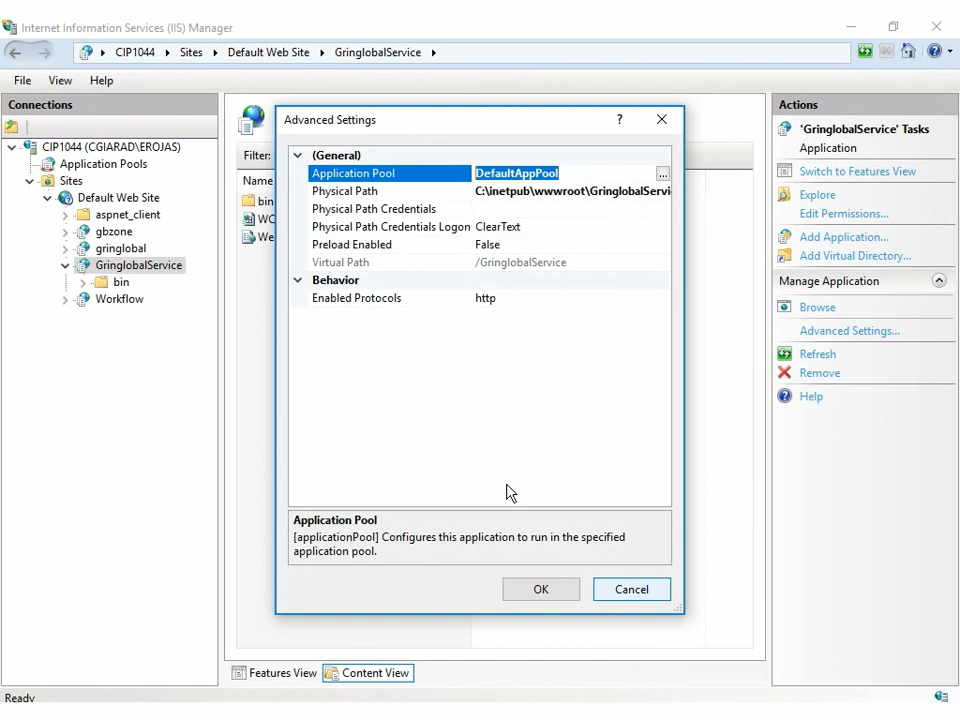 Internet Information Services (IIS) Manager
CIP1044
Sites
Default Web Site
GringlobalService
File
View
Help
Connections
CIP1044 (CGIARAD\EROJAS)
Application Pools
Sites
Default Web Site
aspnet_client
gbzone
gringlobal
GringlobalService
bin
Workflow
Filter:
Name
bin
Advanced Settings
?
(General)
Application Pool DefaultAppPool ...
Physical Path C:\inetpub\wwwroot\GringlobalServi
Physical Path Credentials
Physical Path Credentials Logon ClearText
Preload Enabled False
Virtual Path /GringlobalService
Behavior
Enabled Protocols http
Application Pool
[applicationPool] Configures this application to run in the specified
application pool.
OK
Cancel
Features View
Content View
Actions
'GringlobalService' Tasks
Application
Switch to Features View
Explore
Edit Permissions...
Add Application...
Add Virtual Directory...
Manage Application
Browse
Advanced Settings...
Refresh
Remove
Help
Ready